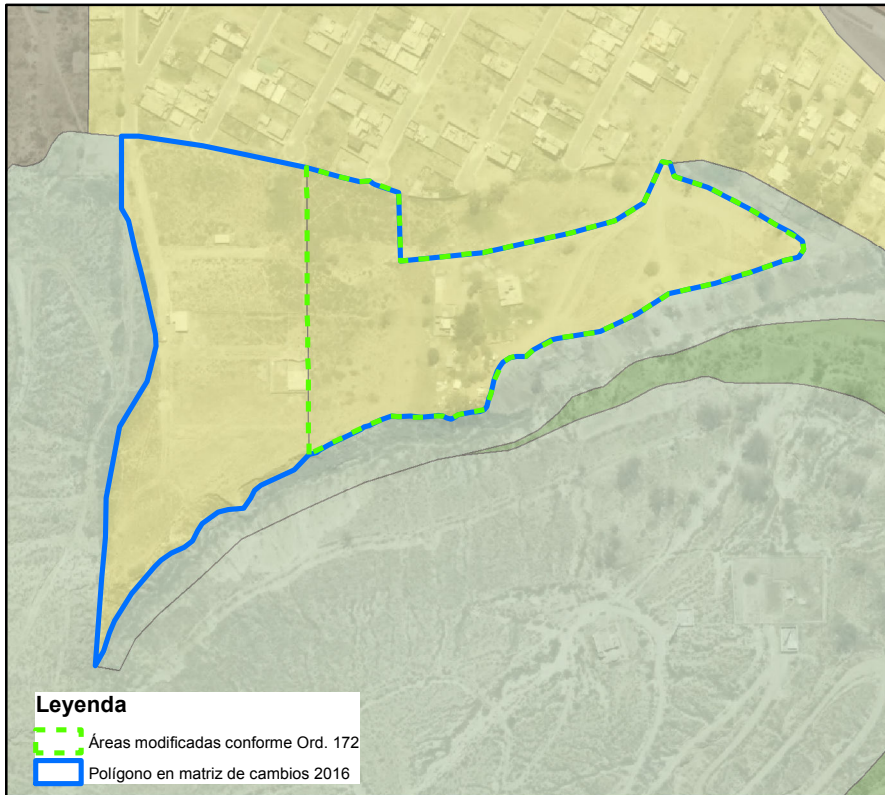 Leyenda
Áreas modificadas conforme Ord. 172
Polígono en matriz de cambios 2016